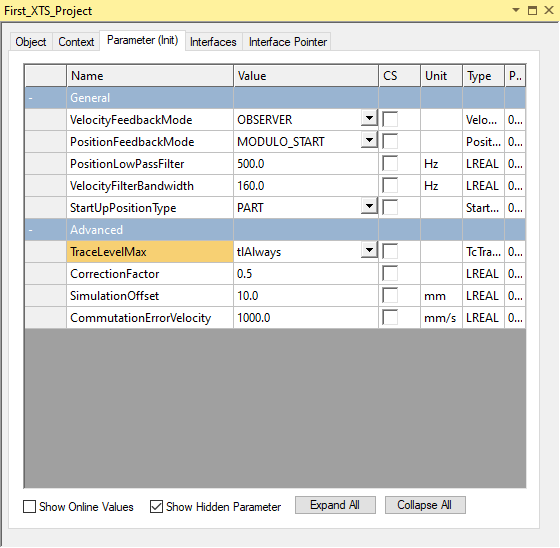 First_XTS_Project
Object Context Parameter (Init) Interfaces Interface Pointer
Name Value CS Unit Type P..
- General
VelocityFeedbackMode OBSERVER Velo... 0...
PositionFeedbackMode MODULO_START Posit... 0...
PositionLowPassFilter 500.0 Hz LREAL 0...
VelocityFilterBandwidth 160.0 Hz LREAL 0...
StartUpPositionType PART Start... 0...
- Advanced
TraceLevelMax tlAlways TcTra... 0...
CorrectionFactor 0.5 LREAL 0...
SimulationOffset 10.0 mm LREAL 0...
CommutationErrorVelocity 1000.0 mm/s LREAL 0...
Show Online Values Show Hidden Parameter Expand All Collapse All